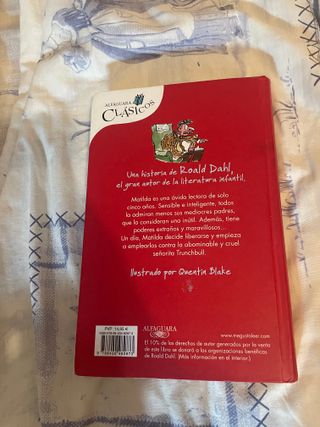 ALFAGUARA
CLÁSICOS
Una historia de Roald Dahl,
el gran autor de la literatura infantil.
Matilda es una ávida lectora de solo
cinco años. Sensible e inteligente, todos
la admiran menos sus mediocres padres,
que la consideran una inútil. Además, tiene
poderes extraños y maravillosos...
Un día, Matilda decide liberarse y empieza
a emplearlos contra la abominable y cruel
señorita Trunchbull.
Ilustrado por Quentin Blake
ALFAGUARA
www.megustaleer.com
El 10% de los derechos de autor generados por la venta
de este libro se donará a las organizaciones benéficas
de Roald Dahl. (Más información en el interior.)